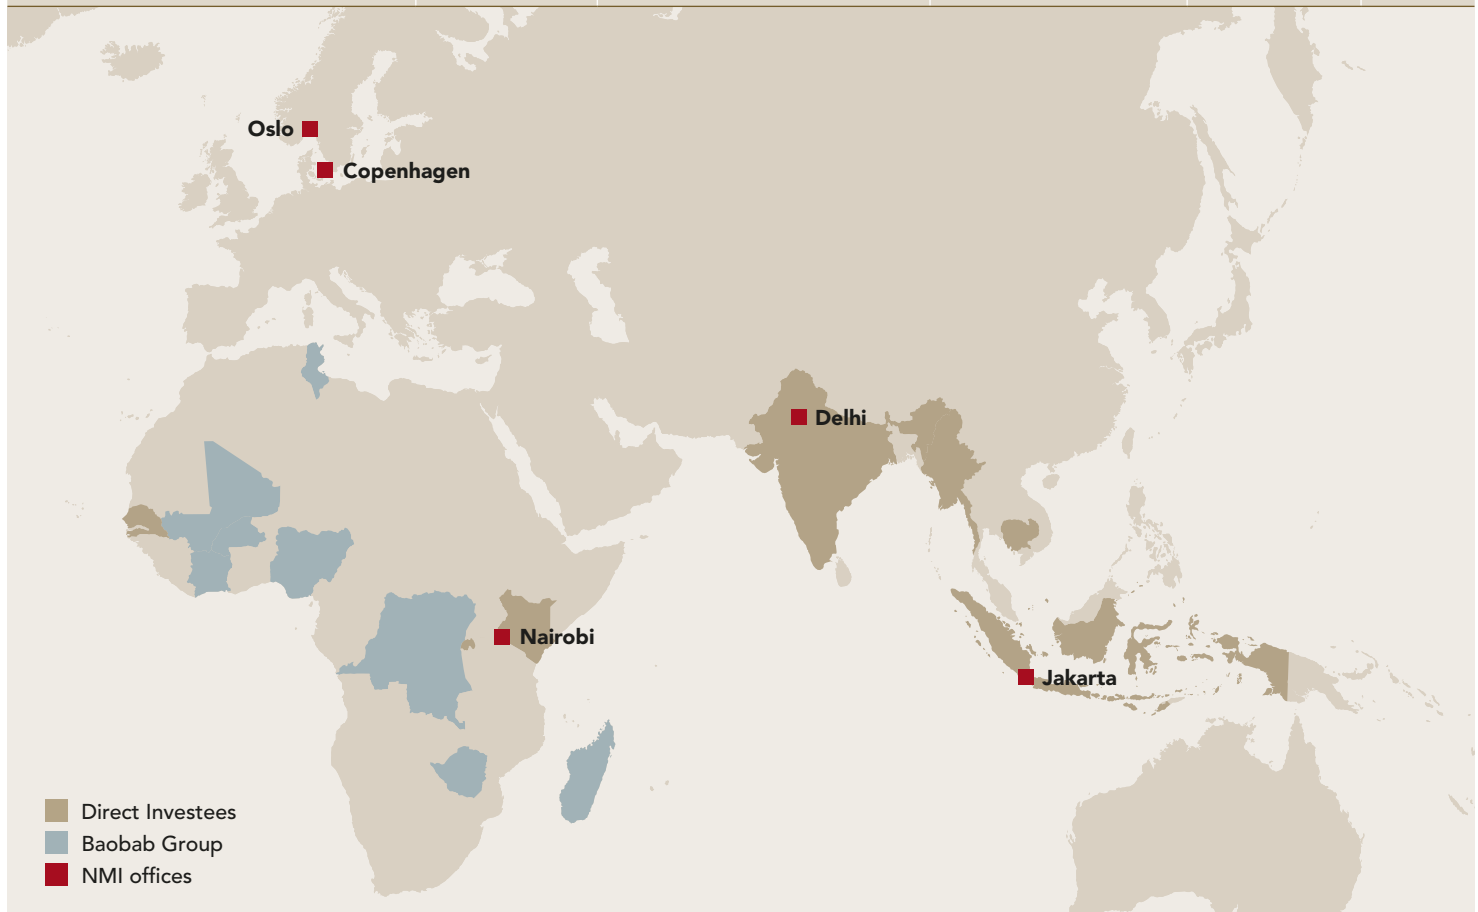 Oslo
Copenhagen
Delhi
Nairobi
Jakarta
Direct Investees
Baobab Group
NMI offices